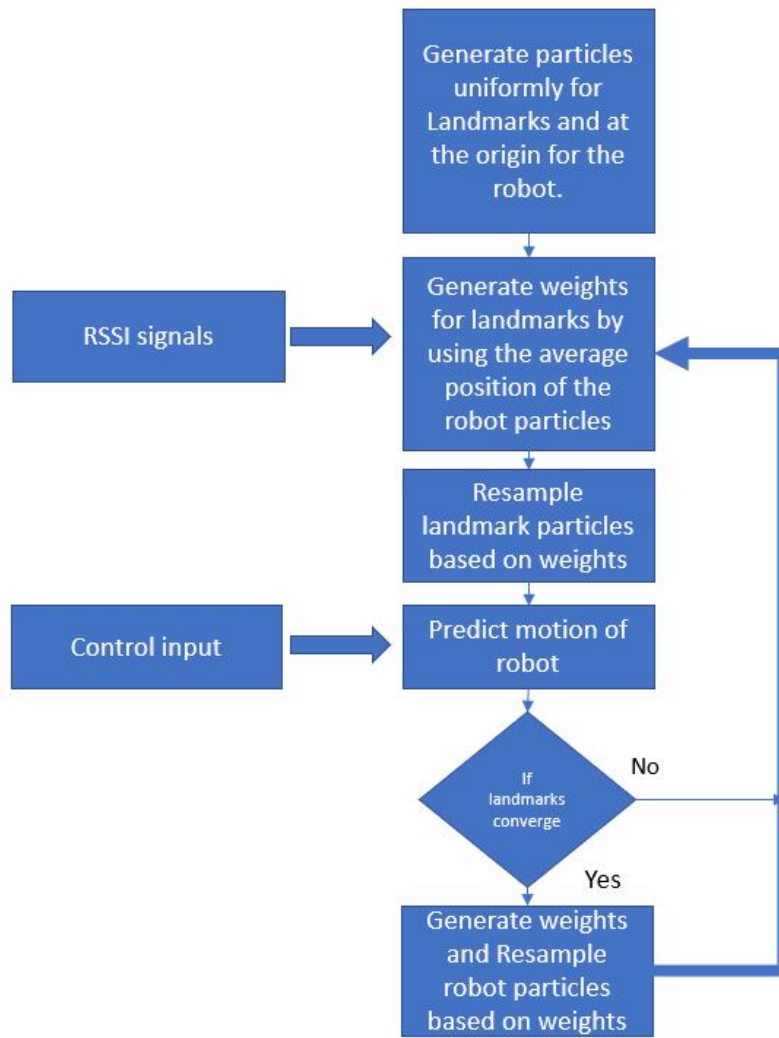 Generate particles
uniformly for
Landmarks and at
the origin for the
robot.
RSSI signals
Generate weights
for landmarks by
using the average
position of the
robot particles
Resample
landmark particles
based on weights
Control input
Predict motion of
robot
If
landmarks
converge
No
Yes
Generate weights
and Resample
robot particles
based on weights